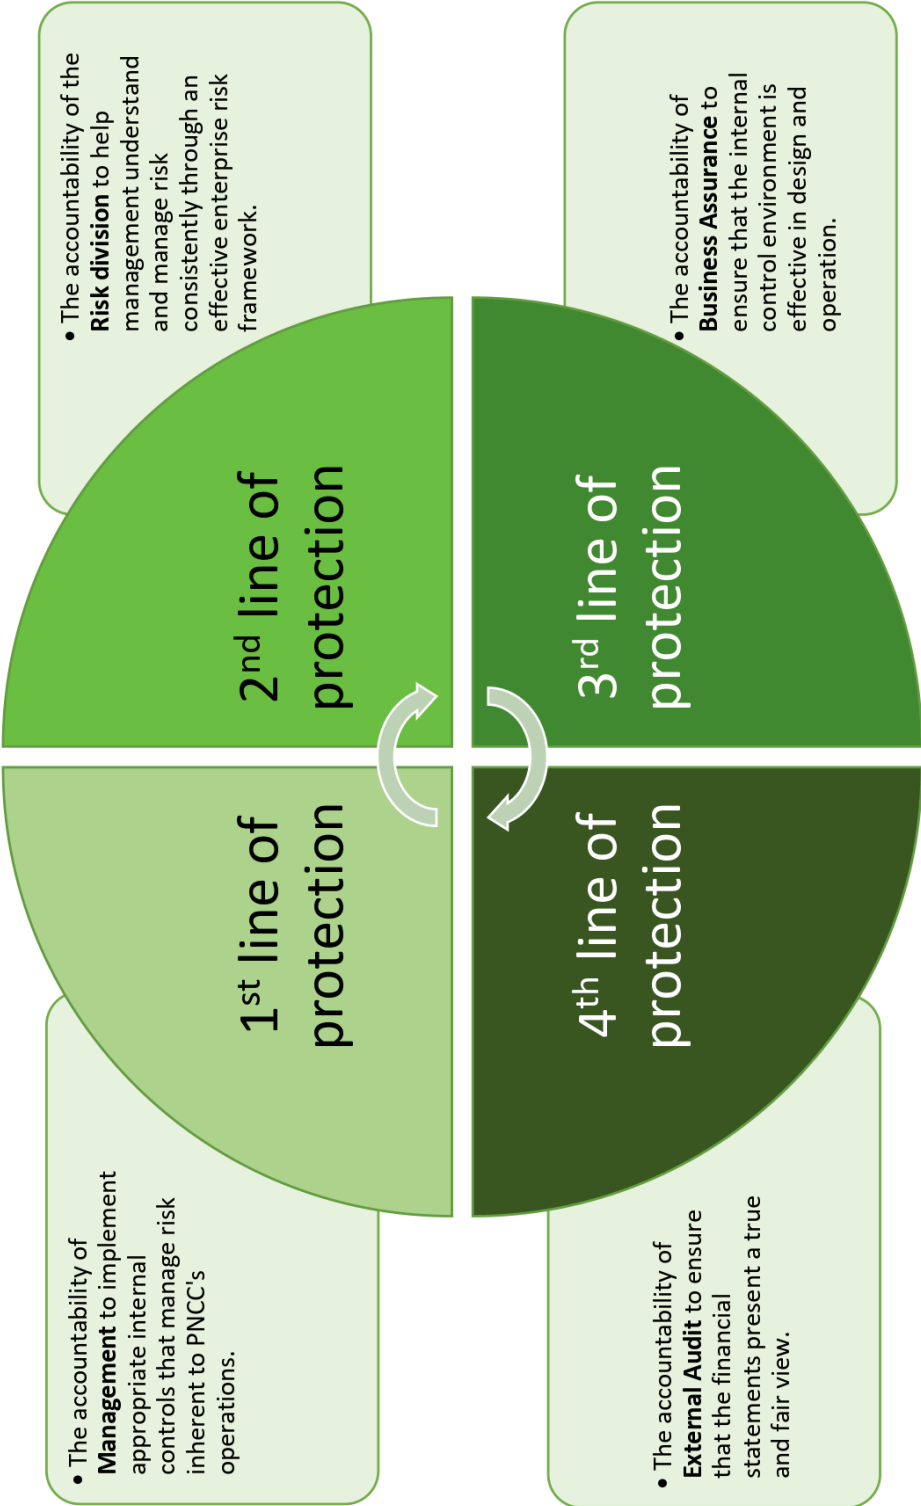 • The accountability of
Management to implement
appropriate internal
controls that manage risk
inherent to PNCC's
operations.
1st line of
protection
2nd line of
protection
• The accountability of the
Risk division to help
management understand
and manage risk
consistently through an
effective enterprise risk
framework.
4th line of
protection
3rd line of
protection
• The accountability of
External Audit to ensure
that the financial
statements present a true
and fair view.
• The accountability of
Business Assurance to
ensure that the internal
control environment is
effective in design and
operation.